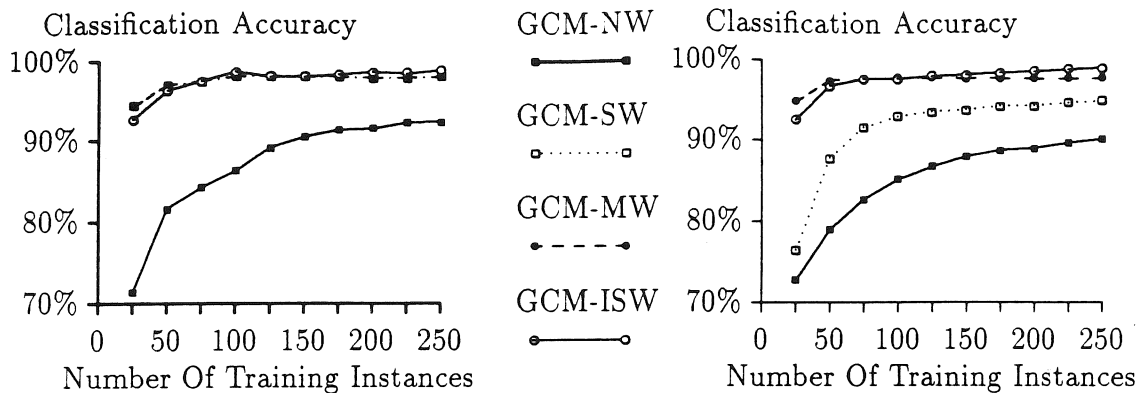 Classification Accuracy
100%
90%
80%
70%
0 50 100 150 200 250
Number Of Training Instances
GCM-NW
GCM-SW
GCM-MW
GCM-ISW
Classification Accuracy
100%
90%
80%
70%
0 50 100 150 200 250
Number Of Training Instances